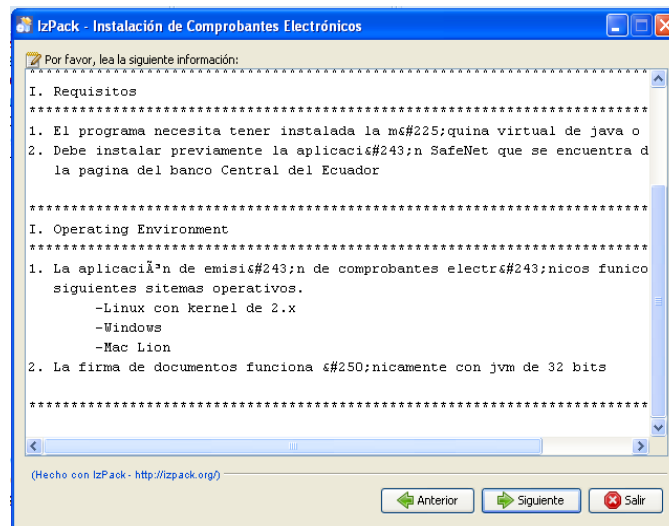 IzPack - Instalación de Comprobantes Electrónicos
Por favor, lea la siguiente información:
********************************************************************************
I. Requisitos
********************************************************************************
1. El programa necesita tener instalada la m&#225;quina virtual de java o
2. Debe instalar previamente la aplicaci&#243;n SafeNet que se encuentra d
la pagina del banco Central del Ecuador
********************************************************************************
I. Operating Environment
********************************************************************************
1. La aplicaciÃ³n de emisi&#243;n de comprobantes electr&#243;nicos funico
siguientes sitemas operativos.
-Linux con kernel de 2.x
-Windows
-Mac Lion
2. La firma de documentos funciona &#250;nicamente con jvm de 32 bits
********************************************************************************
(Hecho con IzPack - http://izpack.org/)
Anterior Siguiente Salir